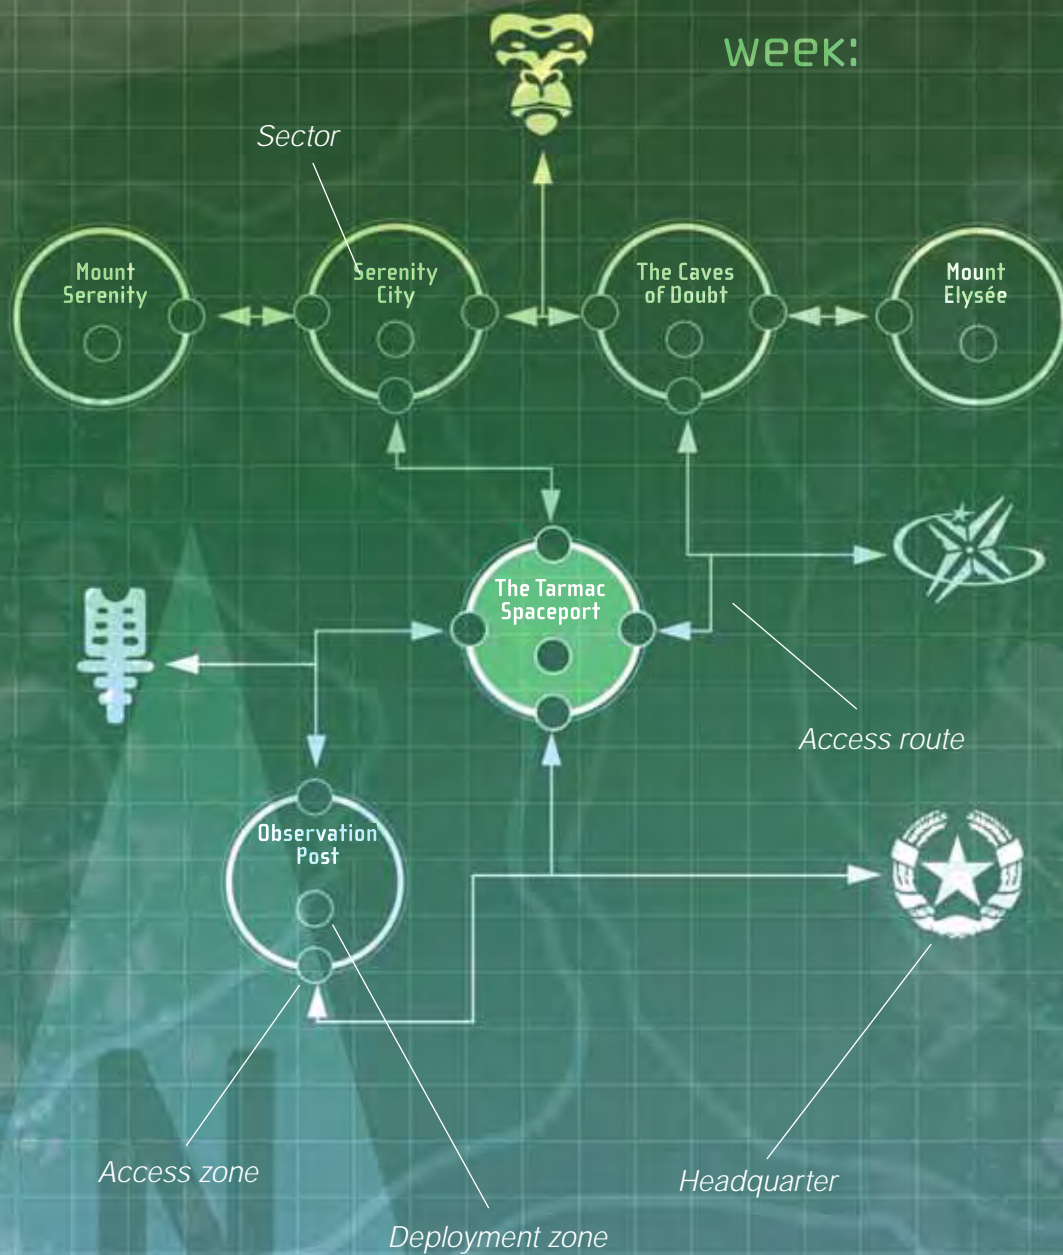 week:
Sector
Mount
Serenity
Serenity
City
The Caves
of Doubt
Mount
Elysée
The Tarmac
Spaceport
Access route
Observation
Post
Access zone
Headquarter
Deployment zone
N